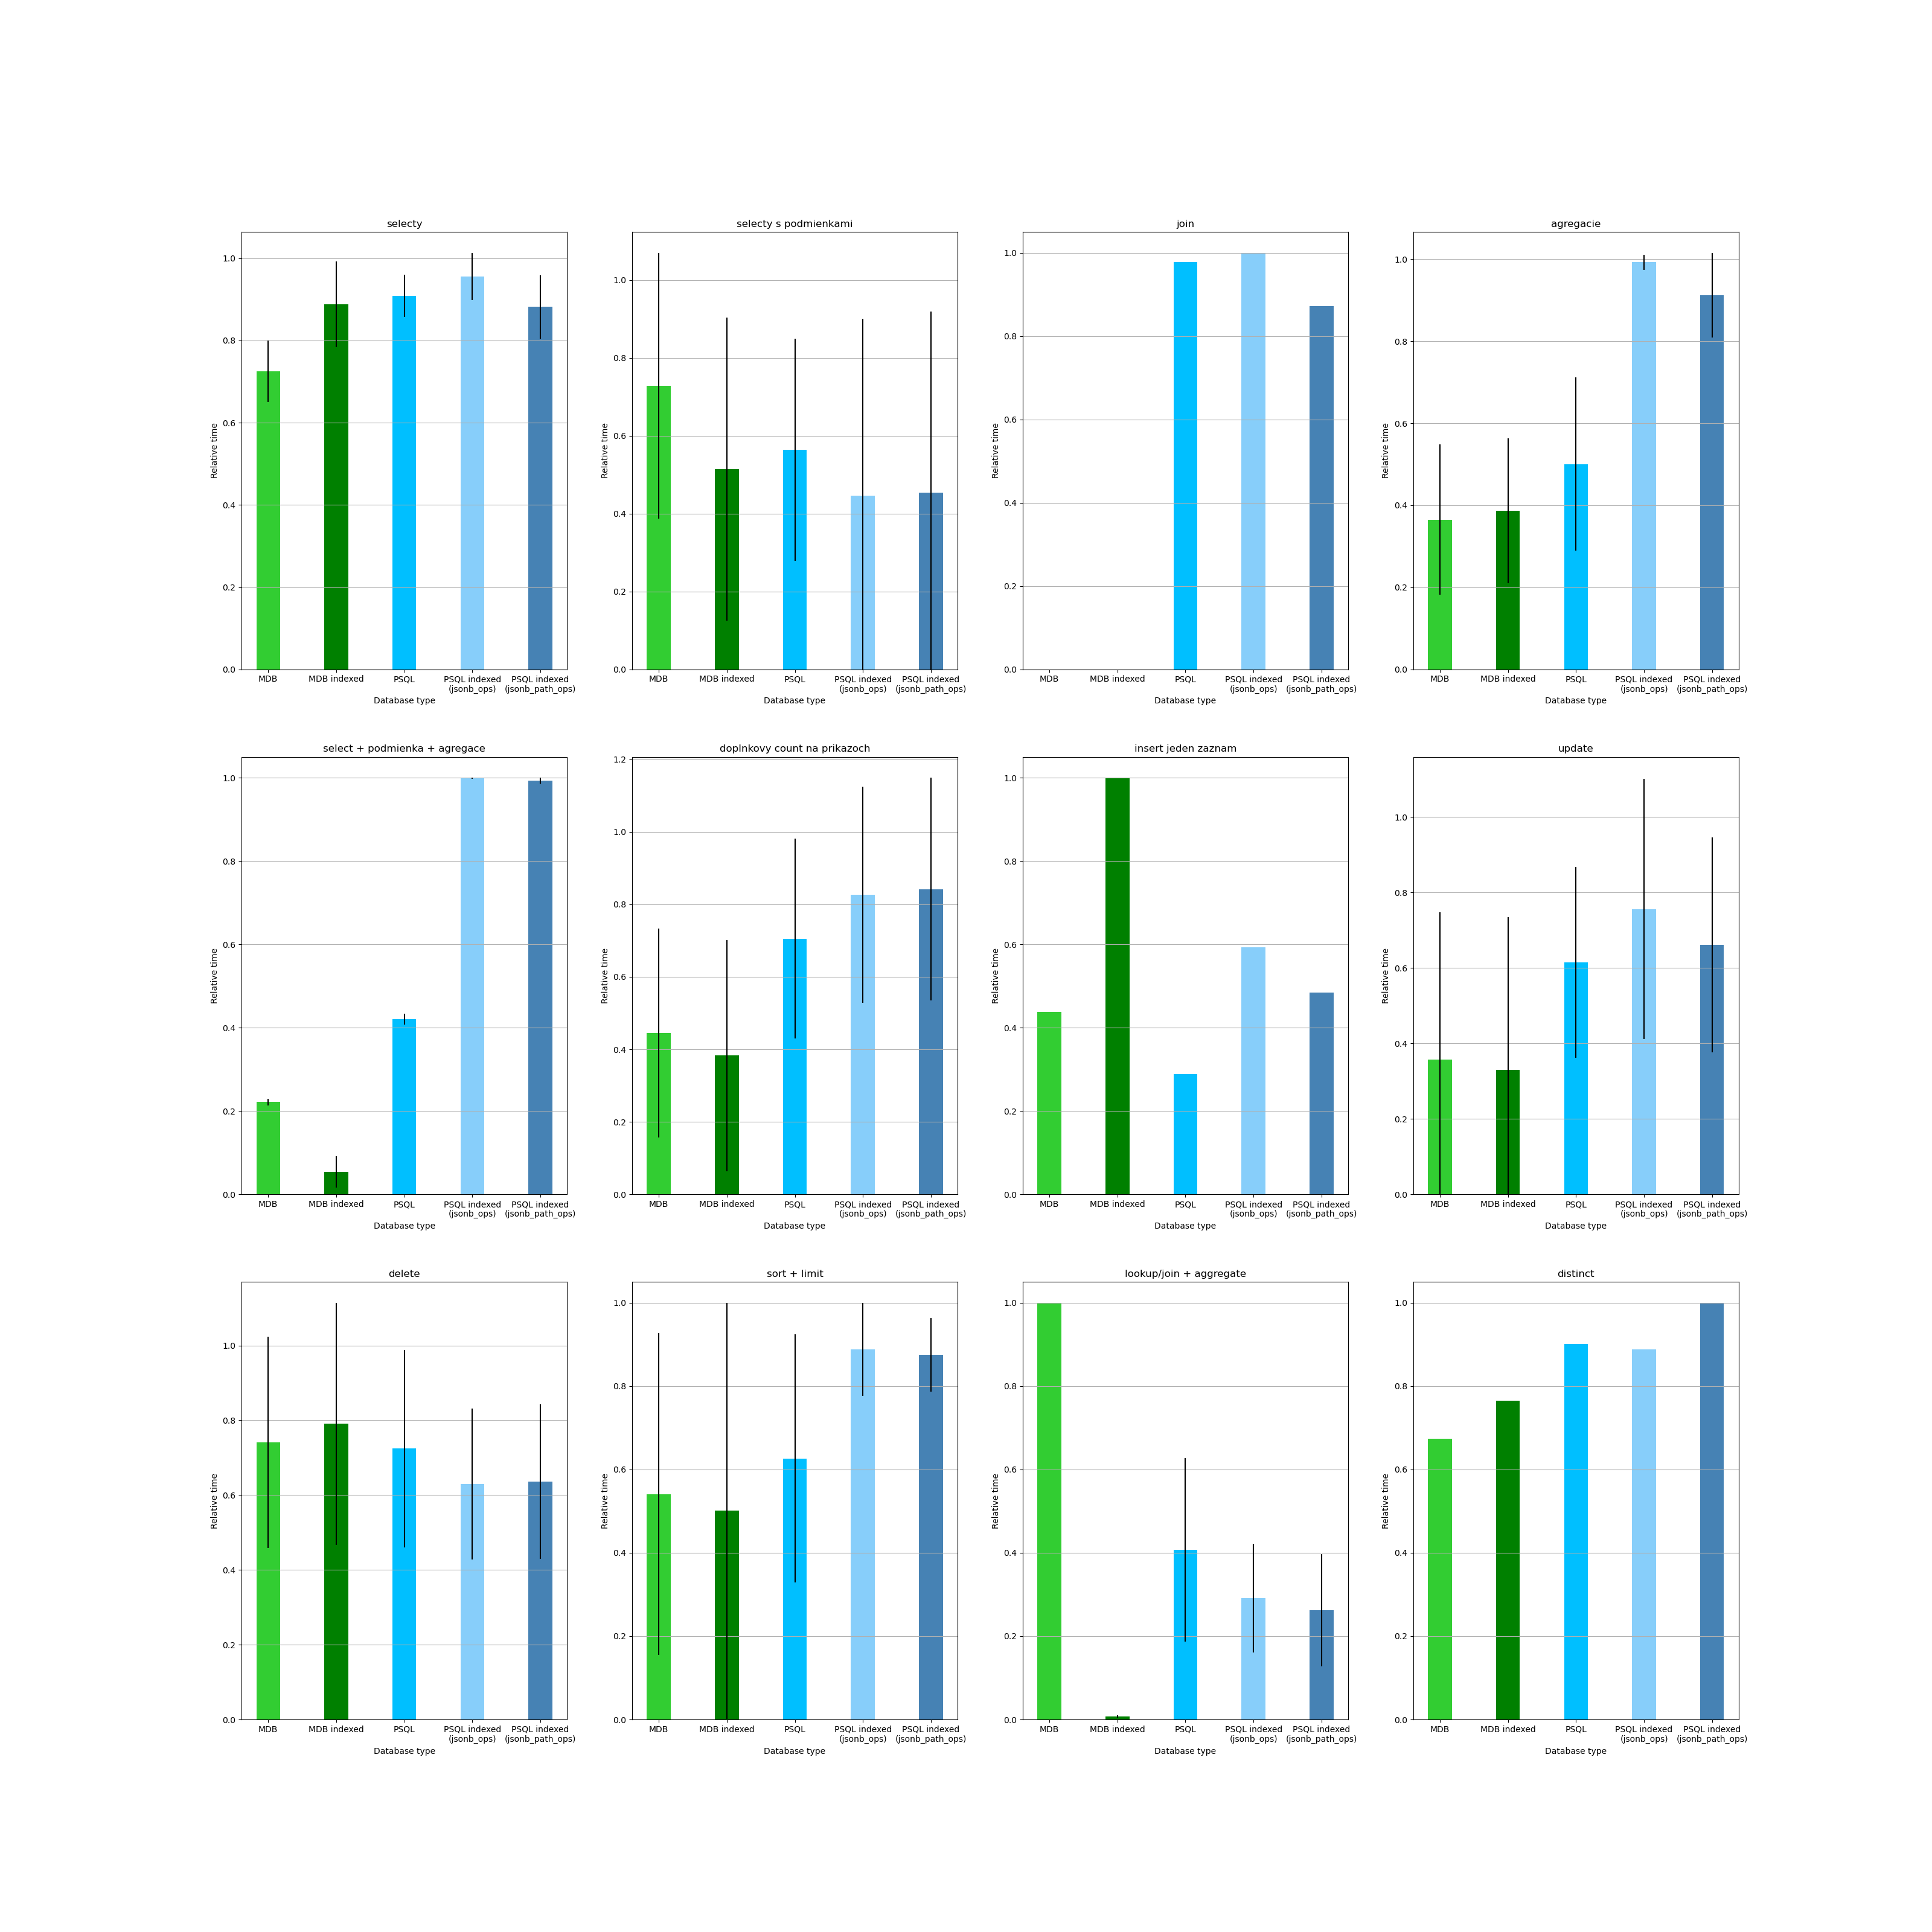 selecty
1.0
0.8
0.6
0.4
0.2
0.0
Relative time
MDB
MDB indexed
PSQL
PSQL indexed
(jsonb_ops)
PSQL indexed
(jsonb_path_ops)
Database type
selecty s podmienkami
1.0
0.8
0.6
0.4
0.2
0.0
Relative time
MDB
MDB indexed
PSQL
PSQL indexed
(jsonb_ops)
PSQL indexed
(jsonb_path_ops)
Database type
join
1.0
0.8
0.6
0.4
0.2
0.0
Relative time
MDB
MDB indexed
PSQL
PSQL indexed
(jsonb_ops)
PSQL indexed
(jsonb_path_ops)
Database type
agregacie
1.0
0.8
0.6
0.4
0.2
0.0
Relative time
MDB
MDB indexed
PSQL
PSQL indexed
(jsonb_ops)
PSQL indexed
(jsonb_path_ops)
Database type
select + podmienka + agregace
1.0
0.8
0.6
0.4
0.2
0.0
Relative time
MDB
MDB indexed
PSQL
PSQL indexed
(jsonb_ops)
PSQL indexed
(jsonb_path_ops)
Database type
doplnkovy count na prikazoch
1.2
1.0
0.8
0.6
0.4
0.2
0.0
Relative time
MDB
MDB indexed
PSQL
PSQL indexed
(jsonb_ops)
PSQL indexed
(jsonb_path_ops)
Database type
insert jeden zaznam
1.0
0.8
0.6
0.4
0.2
0.0
Relative time
MDB
MDB indexed
PSQL
PSQL indexed
(jsonb_ops)
PSQL indexed
(jsonb_path_ops)
Database type
update
1.0
0.8
0.6
0.4
0.2
0.0
Relative time
MDB
MDB indexed
PSQL
PSQL indexed
(jsonb_ops)
PSQL indexed
(jsonb_path_ops)
Database type
delete
1.0
0.8
0.6
0.4
0.2
0.0
Relative time
MDB
MDB indexed
PSQL
PSQL indexed
(jsonb_ops)
PSQL indexed
(jsonb_path_ops)
Database type
sort + limit
1.0
0.8
0.6
0.4
0.2
0.0
Relative time
MDB
MDB indexed
PSQL
PSQL indexed
(jsonb_ops)
PSQL indexed
(jsonb_path_ops)
Database type
lookup/join + aggregate
1.0
0.8
0.6
0.4
0.2
0.0
Relative time
MDB
MDB indexed
PSQL
PSQL indexed
(jsonb_ops)
PSQL indexed
(jsonb_path_ops)
Database type
distinct
1.0
0.8
0.6
0.4
0.2
0.0
Relative time
MDB
MDB indexed
PSQL
PSQL indexed
(jsonb_ops)
PSQL indexed
(jsonb_path_ops)
Database type